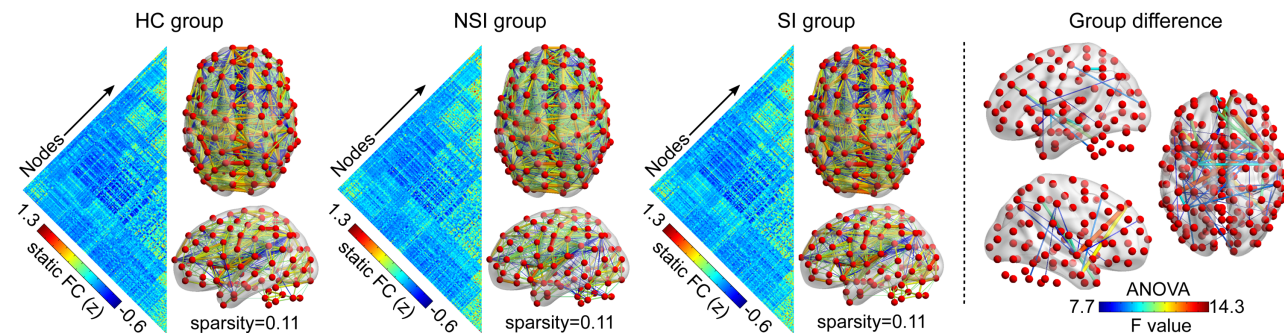 HC group
Nodes
1.3
static FC (z)
-0.6
sparsity=0.11
NSI group
Nodes
1.3
static FC (z)
-0.6
sparsity=0.11
SI group
Nodes
1.3
static FC (z)
-0.6
sparsity=0.11
Group difference
ANOVA
7.7 14.3
F value